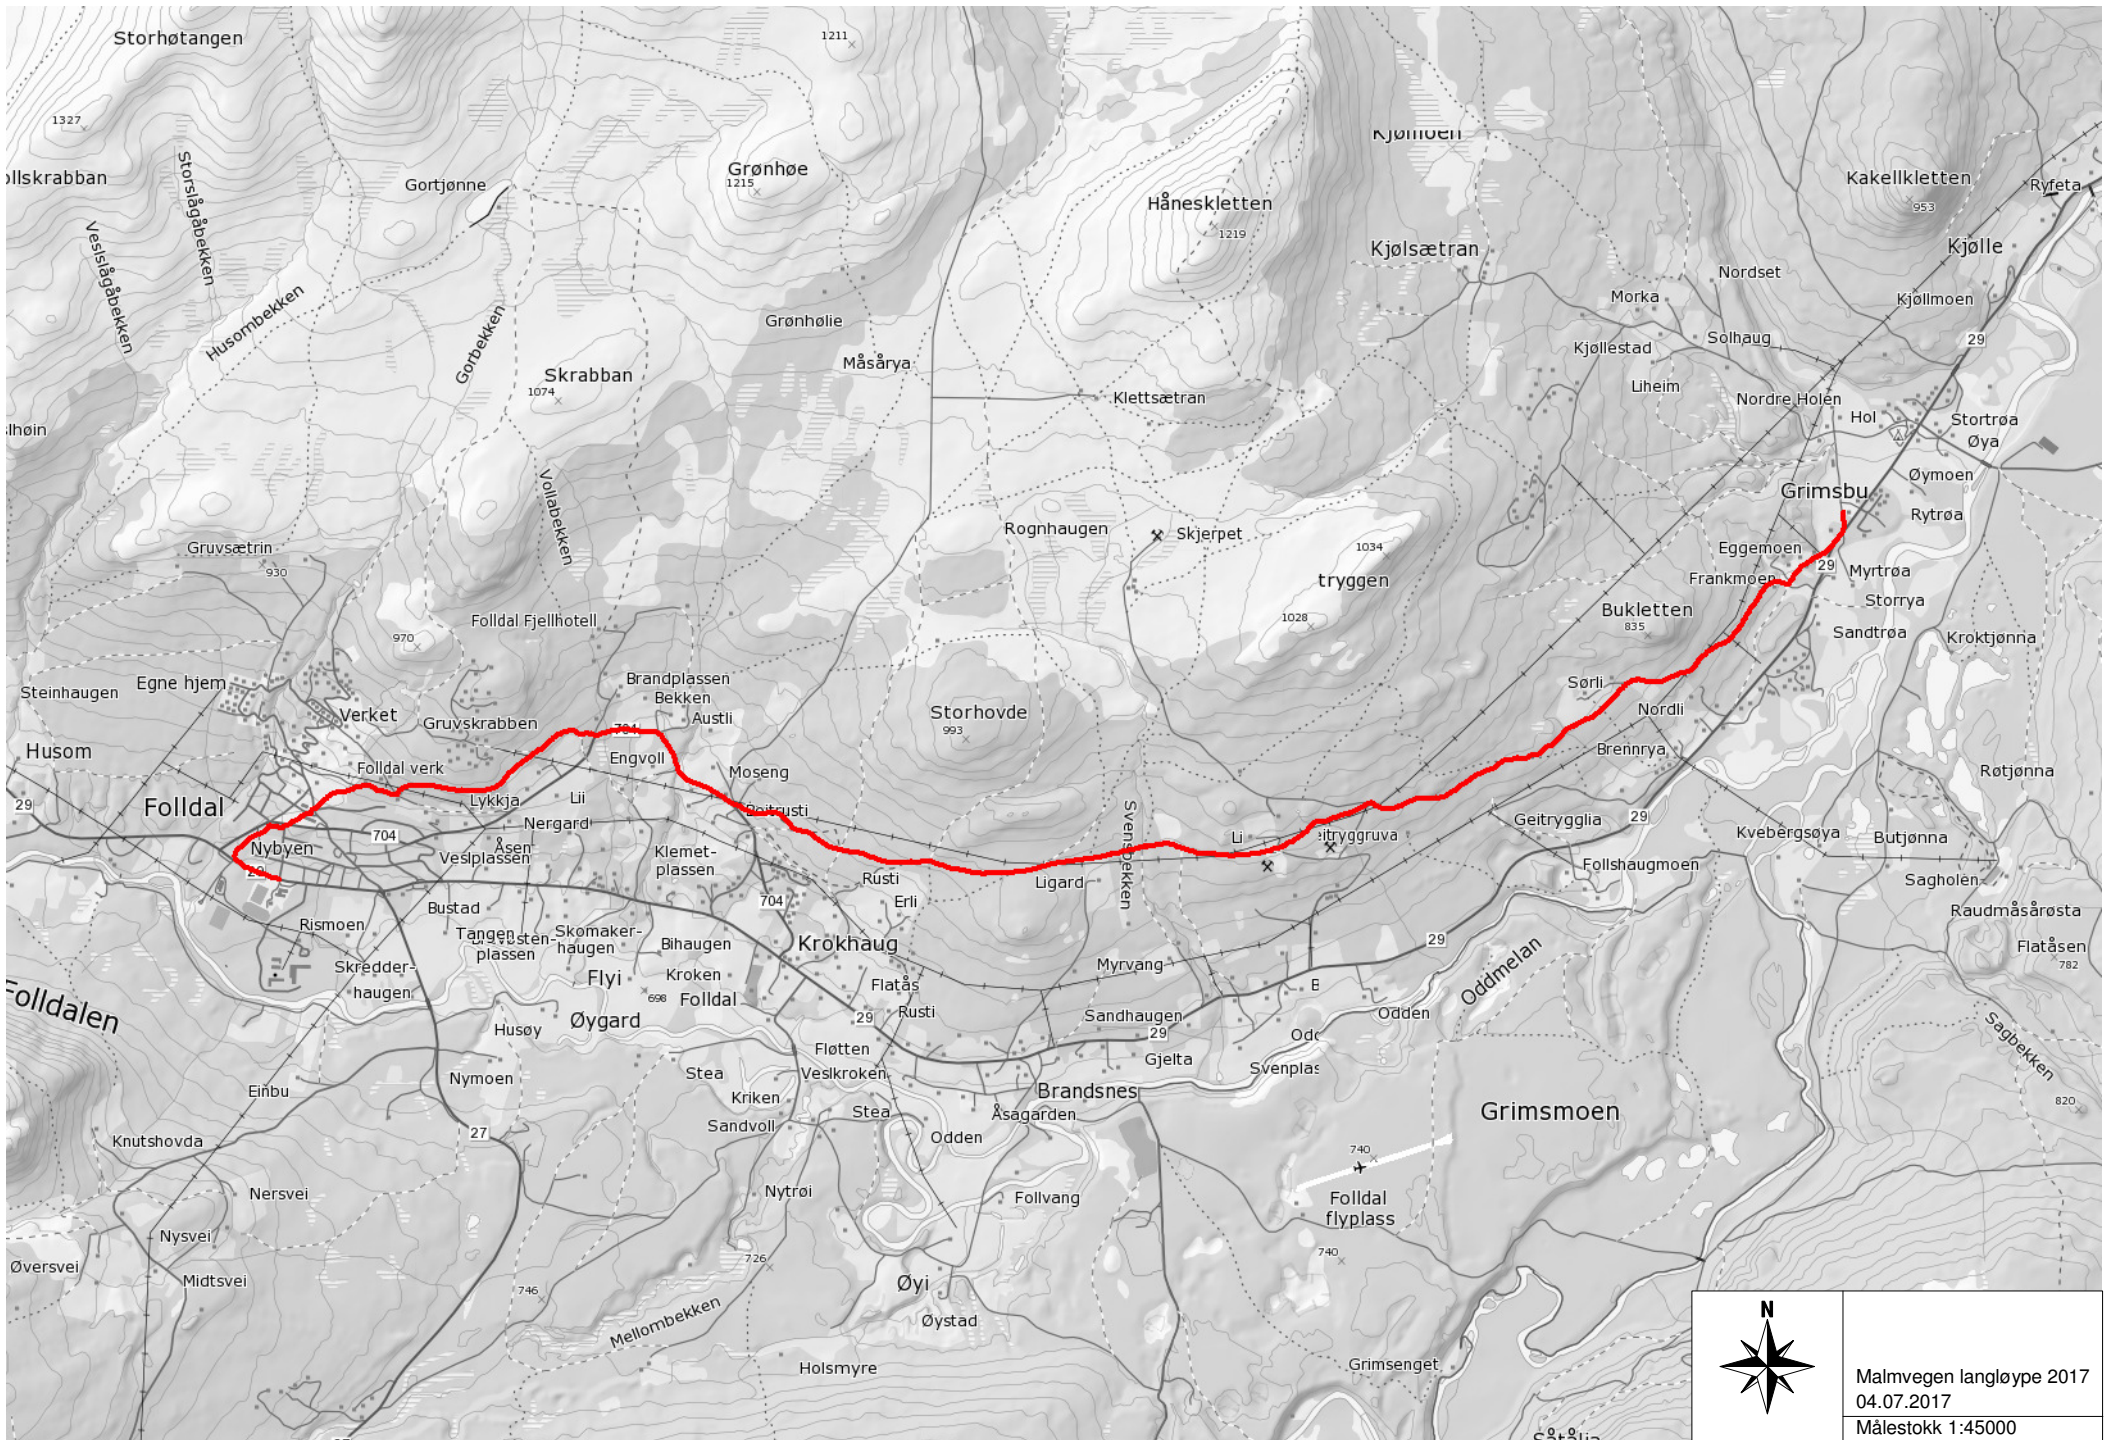 Storhøtangen
1211
1327
Kjølmoen
Grønhøe
1215
Storslågåbekken
Gortjønne
Kakellkletten
953
Ryfeta
Håneskletten
1219
Veslslågåbekken
Kjølsætran
Kjølle
Nordset
Morka
Kjøllmoen
Husombekken
Grønhølie
Gorbekken
Solhaug
29
Kjøllestad
Måsårya
Skrabban
1074
Liheim
Klettsætran
Nordre Holen
Hol
Stortrøa
Øya
Vollabekken
Øymoen
Grimsbu
Rytrøa
Rognhaugen
Skjerpet
Gruvsætrin
930
1034
Eggemoen
29
Myrtrøa
tryggen
Frankmoen
Storrya
Bukletten
835
1028
Folldal Fjellhotell
970
Sandtrøa
Kroktjønna
Egne hjem
Steinhaugen
Brandplassen
Bekken
Sørli
Verket
Gruvskrabben
Austli
Storhovde
993
Nordli
704
Husom
Engvoll
Brennrya
Folldal verk
Moseng
Røtjønna
Lykkja
Lii
29
Folldal
Nergard
Svensbekken
Geitrygglia
29
704
Li
Kvebergsøya
Butjønna
Nybyen
Åsen
Veslplassen
Klemet-
plassen
Follshaugmoen
29
Rusti
Ligard
Sagholen
Erli
704
Bustad
Raudmåsårøsta
Rismoen
Tangen
plassen
Skomaker-
haugen
Bihaugen
Krokhaug
29
Flatåsen
782
Skredder-
haugen
Flyi
Kroken
Myrvang
Oddmelan
698
Folldal
Flatås
Folldalen
Rusti
Odden
Husøy
Øygard
29
Sandhaugen
29
Fløtten
Gjelta
Sagbekken
Nymoen
Stea
Veslkroken
Svenplas
Einbu
Kriken
Brandsnes
820
Stea
Åsagarden
Grimsmoen
Sandvoll
27
Odden
Knutshovda
740
Nersvei
Nytrøi
Follvang
Folldal
flyplass
Nysvei
726
740
Øversvei
Midtsvei
Øyi
746
Mellombekken
Øystad
N
Holsmyre
Grimsenget
Malmvegen langløype 2017
04.07.2017
Målestokk 1:45000